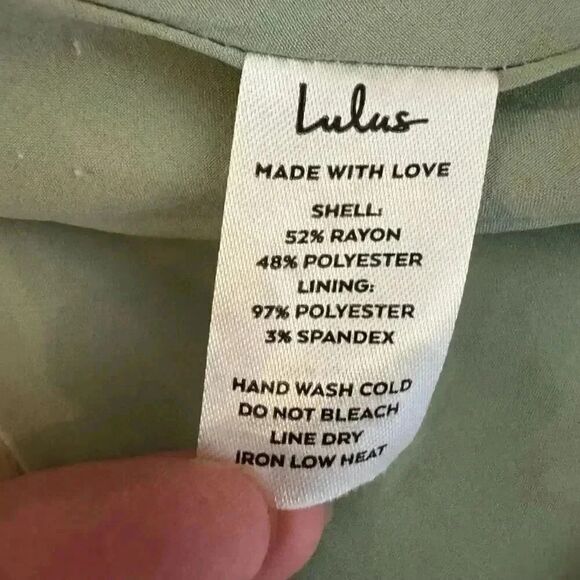 Lulus
MADE WITH LOVE
SHELL:
52% RAYON
48% POLYESTER
LINING:
97% POLYESTER
3% SPANDEX
HAND WASH COLD
DO NOT BLEACH
LINE DRY
IRON LOW HEAT